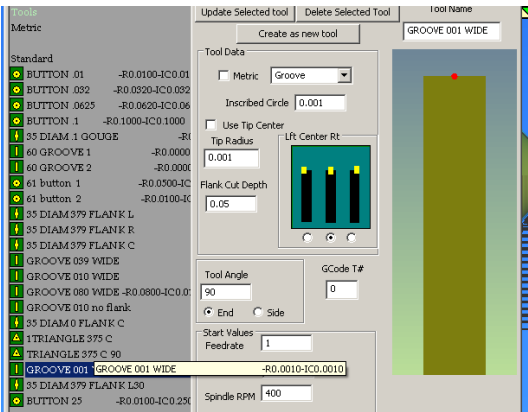 Tools
Metric
Standard
BUTTON .01 -R0.0100-IC0.01
BUTTON .032 -R0.0320-IC0.032
BUTTON .0625 -R0.0620-IC0.06
BUTTON .1 -R0.1000-IC0.1000
35 DIAM .1 GOUGE -R0
60 GROOVE 1 -R0.0000
60 GROOVE 2 -R0.0000
61 button 1 -R0.0500-IC
61 button 2 -R0.0100-IC
35 DIAM 379 FLANK L
35 DIAM 379 FLANK R
35 DIAM 379 FLANK C
GROOVE 039 WIDE
GROOVE 010 WIDE
GROOVE 080 WIDE -R0.0800-IC0.0
GROOVE 010 no flank
35 DIAM 0 FLANK C
1TRIANGLE 375 C
TRIANGLE 375 C 90
GROOVE 001 GROOVE 001 WIDE -R0.0010-IC0.0010
35 DIAM 379 FLANK L30
BUTTON 25 -R0.0100-IC0.250
Update Selected tool Delete Selected Tool
Create as new tool
Tool Data
Metric Groove
Inscribed Circle 0.001
Use Tip Center
Tip Radius
0.001
Flank Cut Depth
0.05
Lft Center Rt
Tool Angle
90
End Side
GCode T#
0
Start Values
Feedrate 1
Spindle RPM 400
Tool Name
GROOVE 001 WIDE